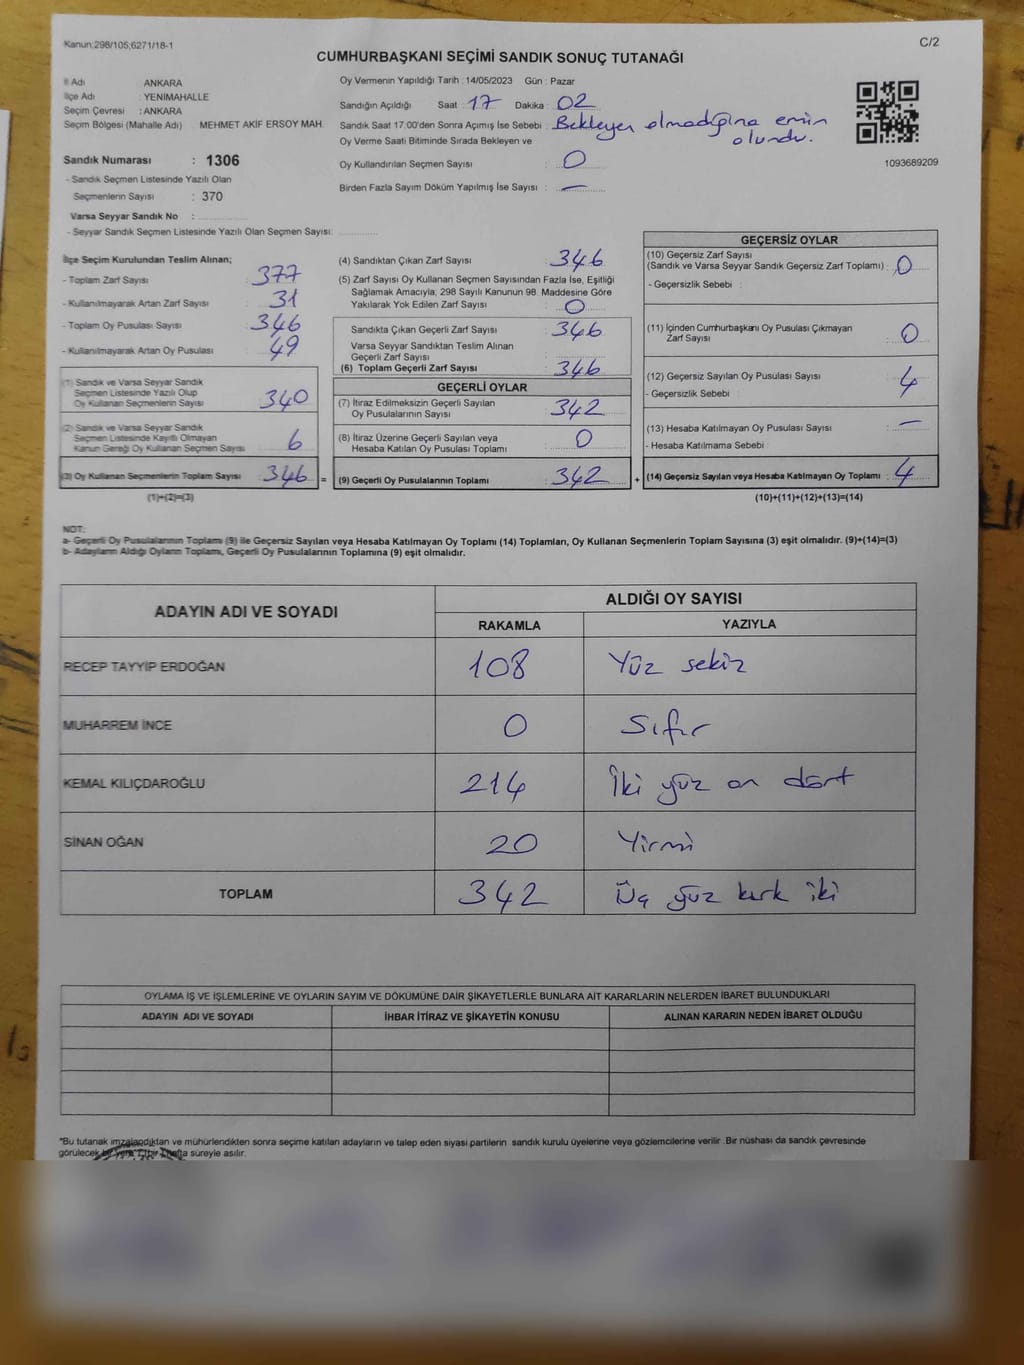 Kanun:298/105,6271/18-1
C/2
CUMHURBAŞKANI SEÇİMİ SANDIK SONUÇ TUTANAĞI
İl Adı ANKARA
İlçe Adı : YENİMAHALLE
Seçim Çevresi : ANKARA
Seçim Bölgesi (Mahalle Adı) MEHMET AKİF ERSOY MAH.
Sandık Numarası : 1306
- Sandık Seçmen Listesinde Yazılı Olan
Seçmenlerin Sayısı : 370
Varsa Seyyar Sandık No :
- Seyyar Sandık Seçmen Listesinde Yazılı Olan Seçmen Sayısı:
Oy Vermenin Yapıldığı Tarih : 14/05/2023 Gün : Pazar
Sandığın Açıldığı Saat : 17 Dakika : 02
Sandık Saat 17:00'den Sonra Açımış İse Sebebi : Bekleyen olmadığına emin
olundu.
Oy Verme Saati Bitiminde Sırada Bekleyen ve
Oy Kullandırılan Seçmen Sayısı : 0
Birden Fazla Sayım Döküm Yapılmış İse Sayısı : —
1093689209
İlçe Seçim Kurulundan Teslim Alınan;
- Toplam Zarf Sayısı : 377
- Kullanılmayarak Artan Zarf Sayısı : 31
- Toplam Oy Pusulası Sayısı : 346
- Kullanılmayarak Artan Oy Pusulası : 49
(1) Sandık ve Varsa Seyyar Sandık
Seçmen Listesinde Yazılı Olup
Oy Kullanan Seçmenlerin Sayısı : 340
(2) Sandık ve Varsa Seyyar Sandık
Seçmen Listesinde Kayıtlı Olmayan
Kanun Gereği Oy Kullanan Seçmen Sayısı : 6
(3) Oy Kullanan Seçmenlerin Toplam Sayısı : 346 =
(1)+(2)=(3)
(4) Sandıktan Çıkan Zarf Sayısı : 346
(5) Zarf Sayısı Oy Kullanan Seçmen Sayısından Fazla İse, Eşitliği
Sağlamak Amacıyla, 298 Sayılı Kanunun 98. Maddesine Göre
Yakılarak Yok Edilen Zarf Sayısı : 0
Sandıkta Çıkan Geçerli Zarf Sayısı : 346
Varsa Seyyar Sandıktan Teslim Alınan
Geçerli Zarf Sayısı :
(6) Toplam Geçerli Zarf Sayısı : 346
GEÇERLİ OYLAR
(7) İtiraz Edilmeksizin Geçerli Sayılan
Oy Pusulalarının Sayısı : 342
(8) İtiraz Üzerine Geçerli Sayılan veya
Hesaba Katılan Oy Pusulası Toplamı : 0
(9) Geçerli Oy Pusulalarının Toplamı : 342 +
GEÇERSİZ OYLAR
(10) Geçersiz Zarf Sayısı
(Sandık ve Varsa Seyyar Sandık Geçersiz Zarf Toplamı) : 0
- Geçersizlik Sebebi :
(11) İçinden Cumhurbaşkanı Oy Pusulası Çıkmayan
Zarf Sayısı : 0
(12) Geçersiz Sayılan Oy Pusulası Sayısı : 4
- Geçersizlik Sebebi :
(13) Hesaba Katılmayan Oy Pusulası Sayısı : —
- Hesaba Katılmama Sebebi :
(14) Geçersiz Sayılan veya Hesaba Katılmayan Oy Toplamı : 4
(10)+(11)+(12)+(13)=(14)
NOT:
a- Geçerli Oy Pusulalarının Toplamı (9) ile Geçersiz Sayılan veya Hesaba Katılmayan Oy Toplamı (14) Toplamları, Oy Kullanan Seçmenlerin Toplam Sayısına (3) eşit olmalıdır. (9)+(14)=(3)
b- Adayların Aldığı Oyların Toplamı, Geçerli Oy Pusulalarının Toplamına (9) eşit olmalıdır.
ADAYIN ADI VE SOYADI ALDIĞI OY SAYISI
RAKAMLA YAZIYLA
RECEP TAYYİP ERDOĞAN 108 Yüz sekiz
MUHARREM İNCE 0 Sıfır
KEMAL KILIÇDAROĞLU 214 İki yüz on dört
SİNAN OĞAN 20 Yirmi
TOPLAM 342 Üç yüz kırk iki
OYLAMA İŞ VE İŞLEMLERİNE VE OYLARIN SAYIM VE DÖKÜMÜNE DAİR ŞİKAYETLERLE BUNLARA AİT KARARLARIN NELERDEN İBARET BULUNDUKLARI
ADAYIN ADI VE SOYADI İHBAR İTİRAZ VE ŞİKAYETİN KONUSU ALINAN KARARIN NEDEN İBARET OLDUĞU
*Bu tutanak imzalandıktan ve mühürlendikten sonra seçime katılan adayların ve talep eden siyasi partilerin sandık kurulu üyelerine veya gözlemcilerine verilir .Bir nüshası da sandık çevresinde
görülecek bir yere 1 bir hafta süreyle asılır.